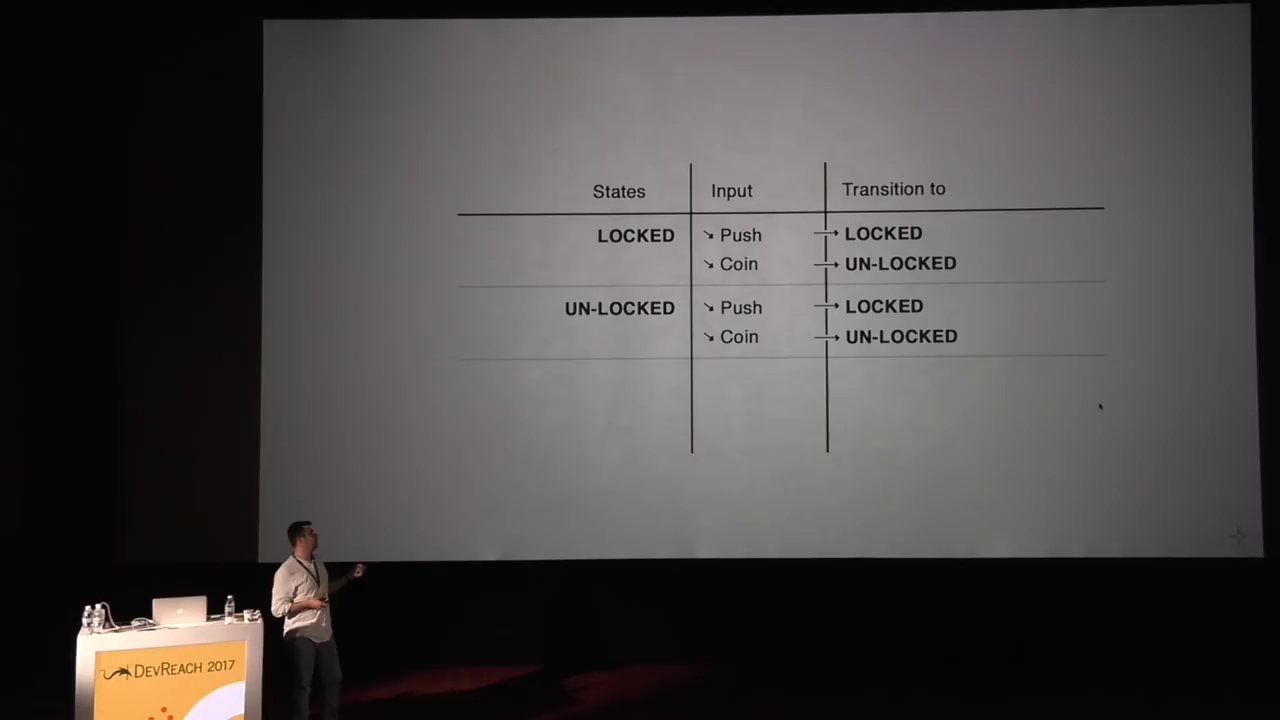 States Input Transition to
LOCKED ↘ Push → LOCKED
↘ Coin → UN-LOCKED
UN-LOCKED ↘ Push → LOCKED
↘ Coin → UN-LOCKED
DEVREACH 2017